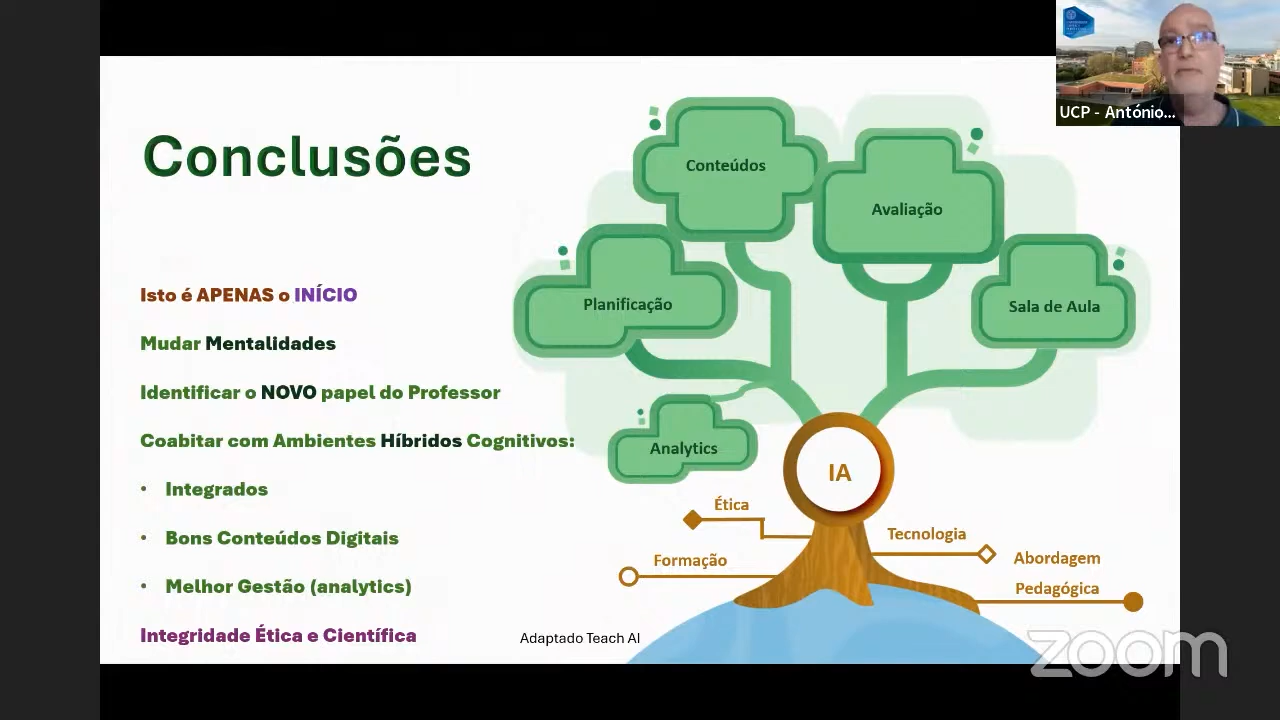 UCP - António...
Conclusões
Isto é APENAS o INÍCIO
Mudar Mentalidades
Identificar o NOVO papel do Professor
Coabitar com Ambientes Híbridos Cognitivos:
• Integrados
• Bons Conteúdos Digitais
• Melhor Gestão (analytics)
Integridade Ética e Científica
Conteúdos
Avaliação
Planificação
Sala de Aula
Analytics
IA
Ética
Tecnologia
Formação
Abordagem
Pedagógica
Adaptado Teach AI
zoom